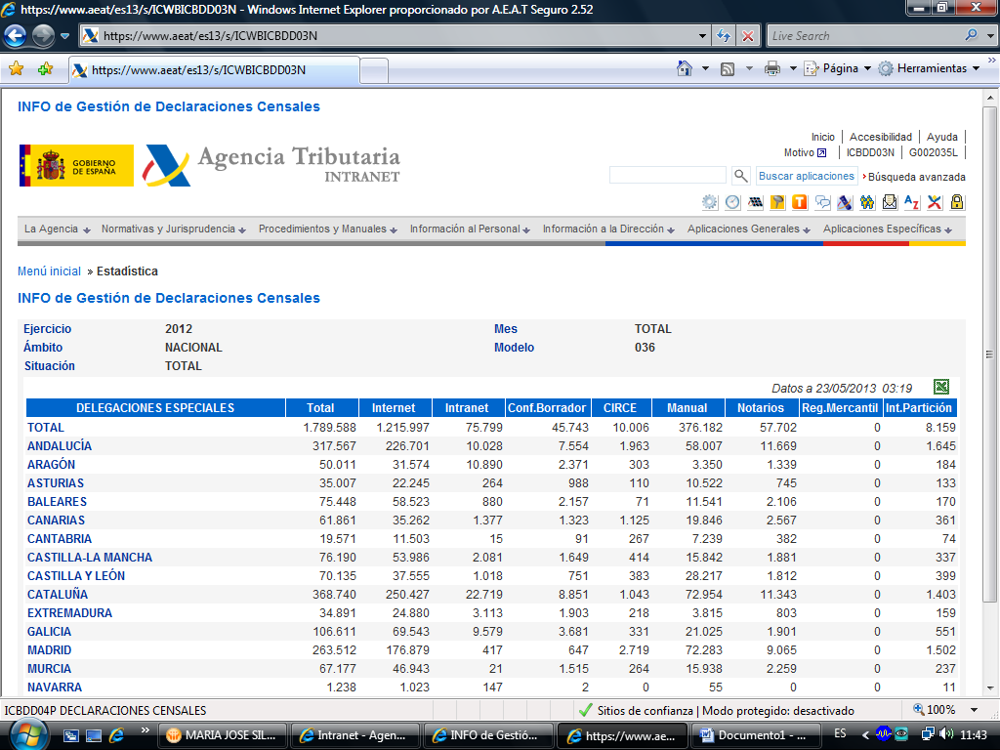 https://www.aeat/es13/s/ICWBICBDD03N - Windows Internet Explorer proporcionado por A.E.A.T Seguro 2.52
https://www.aeat/es13/s/ICWBICBDD03N Live Search
https://www.aeat/es13/s/ICWBICBDD03N Página Herramientas
INFO de Gestión de Declaraciones Censales
Inicio Accesibilidad Ayuda
Motivo ICBDD03N G002035L
GOBIERNO DE ESPAÑA
Agencia Tributaria
INTRANET
Buscar aplicaciones Búsqueda avanzada
La Agencia Normativas y Jurisprudencia Procedimientos y Manuales Información al Personal Información a la Dirección Aplicaciones Generales Aplicaciones Específicas
Menú inicial » Estadística
INFO de Gestión de Declaraciones Censales
Ejercicio 2012 Mes TOTAL
Ámbito NACIONAL Modelo 036
Situación TOTAL
Datos a 23/05/2013 03:19
DELEGACIONES ESPECIALES Total Internet Intranet Conf.Borrador CIRCE Manual Notarios Reg.Mercantil Int.Partición
TOTAL 1.789.588 1.215.997 75.799 45.743 10.006 376.182 57.702 0 8.159
ANDALUCÍA 317.567 226.701 10.028 7.554 1.963 58.007 11.669 0 1.645
ARAGÓN 50.011 31.574 10.890 2.371 303 3.350 1.339 0 184
ASTURIAS 35.007 22.245 264 988 110 10.522 745 0 133
BALEARES 75.448 58.523 880 2.157 71 11.541 2.106 0 170
CANARIAS 61.861 35.262 1.377 1.323 1.125 19.846 2.567 0 361
CANTABRIA 19.571 11.503 15 91 267 7.239 382 0 74
CASTILLA-LA MANCHA 76.190 53.986 2.081 1.649 414 15.842 1.881 0 337
CASTILLA Y LEÓN 70.135 37.555 1.018 751 383 28.217 1.812 0 399
CATALUÑA 368.740 250.427 22.719 8.851 1.043 72.954 11.343 0 1.403
EXTREMADURA 34.891 24.880 3.113 1.903 218 3.815 803 0 159
GALICIA 106.611 69.543 9.579 3.681 331 21.025 1.901 0 551
MADRID 263.512 176.879 417 647 2.719 72.283 9.065 0 1.502
MURCIA 67.177 46.943 21 1.515 264 15.938 2.259 0 237
NAVARRA 1.238 1.023 147 2 0 55 0 0 11
ICBDD04P DECLARACIONES CENSALES Sitios de confianza | Modo protegido: desactivado 100%
MARIA JOSE SIL... Intranet - Agen... INFO de Gestió... https://www.ae... Documento1 - ... ES 11:43